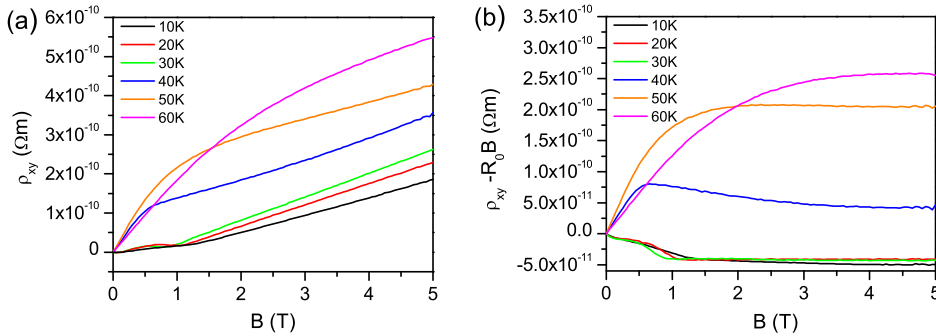 (a)
ρxy (Ωm)
6x10-10
5x10-10
4x10-10
3x10-10
2x10-10
1x10-10
0
10K
20K
30K
40K
50K
60K
0 1 2 3 4 5
B (T)
(b)
ρxy -R0B (Ωm)
3.5x10-10
3.0x10-10
2.5x10-10
2.0x10-10
1.5x10-10
1.0x10-10
5.0x10-11
0.0
-5.0x10-11
10K
20K
30K
40K
50K
60K
0 1 2 3 4 5
B (T)